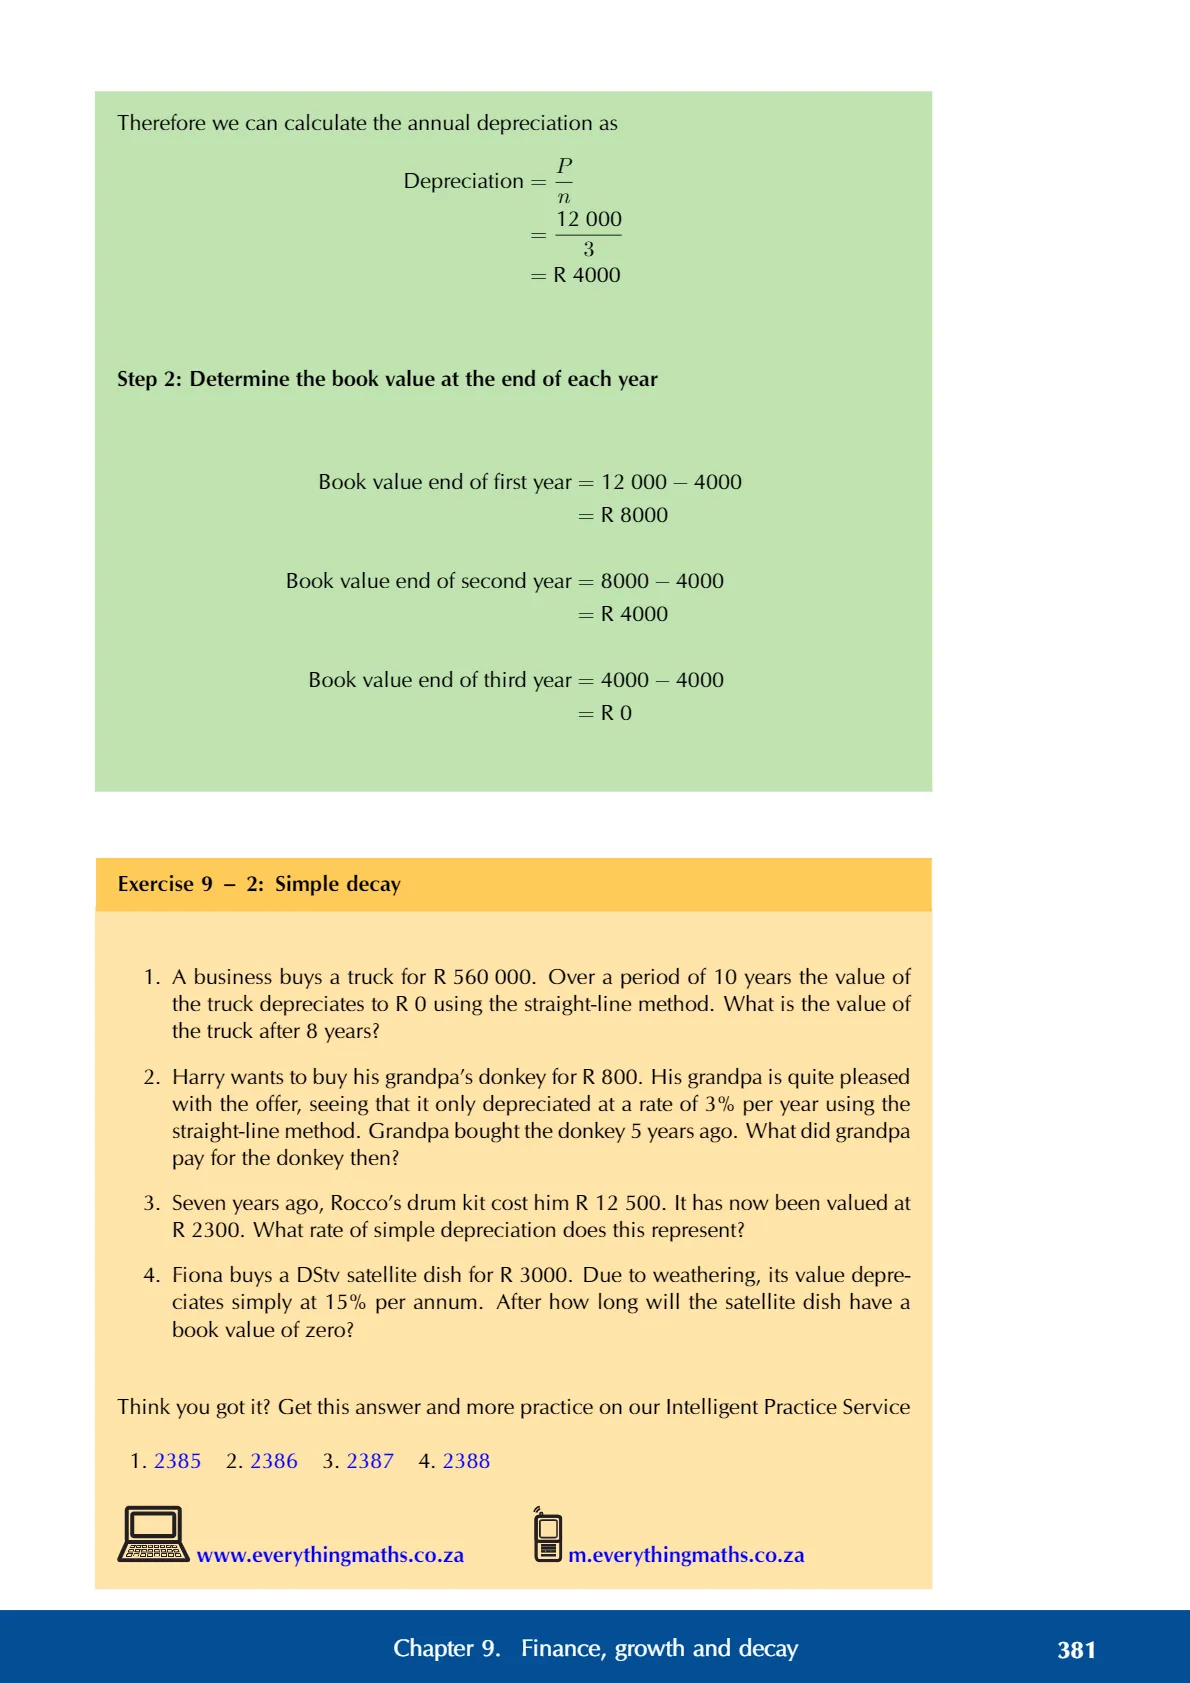 Therefore we can calculate the annual depreciation as
Depreciation = P/n
= 12 000/3
= R 4000
Step 2: Determine the book value at the end of each year
Book value end of first year = 12 000 − 4000
= R 8000
Book value end of second year = 8000 − 4000
= R 4000
Book value end of third year = 4000 − 4000
= R 0
Exercise 9 – 2: Simple decay
1. A business buys a truck for R 560 000. Over a period of 10 years the value of
the truck depreciates to R 0 using the straight-line method. What is the value of
the truck after 8 years?
2. Harry wants to buy his grandpa’s donkey for R 800. His grandpa is quite pleased
with the offer, seeing that it only depreciated at a rate of 3% per year using the
straight-line method. Grandpa bought the donkey 5 years ago. What did grandpa
pay for the donkey then?
3. Seven years ago, Rocco’s drum kit cost him R 12 500. It has now been valued at
R 2300. What rate of simple depreciation does this represent?
4. Fiona buys a DStv satellite dish for R 3000. Due to weathering, its value depre-
ciates simply at 15% per annum. After how long will the satellite dish have a
book value of zero?
Think you got it? Get this answer and more practice on our Intelligent Practice Service
1. 2385 2. 2386 3. 2387 4. 2388
www.everythingmaths.co.za m.everythingmaths.co.za
Chapter 9. Finance, growth and decay 381